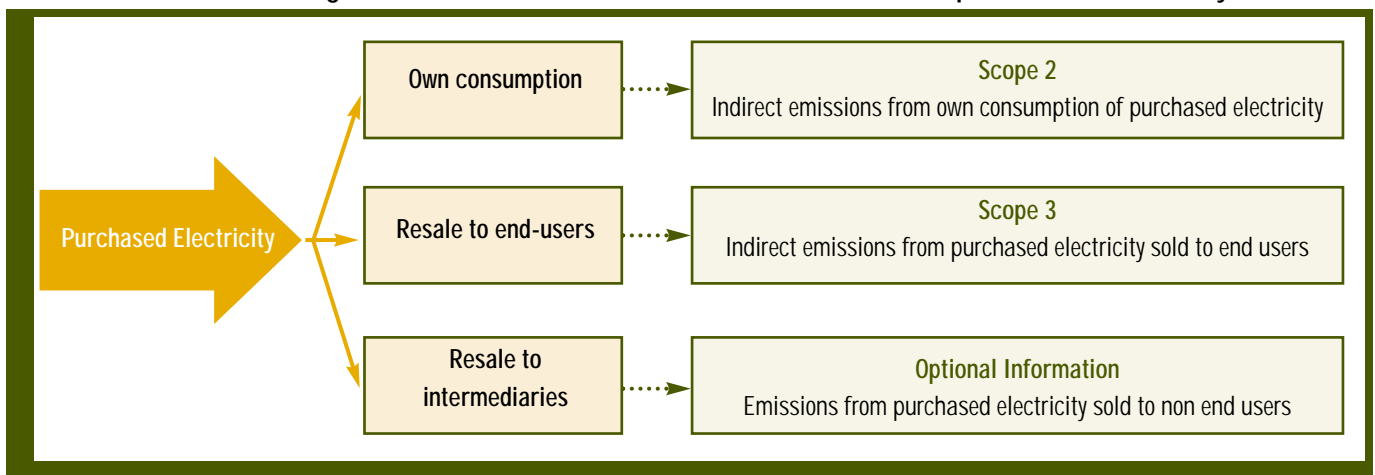 Purchased Electricity
Own consumption
Scope 2
Indirect emissions from own consumption of purchased electricity
Resale to end-users
Scope 3
Indirect emissions from purchased electricity sold to end users
Resale to
intermediaries
Optional Information
Emissions from purchased electricity sold to non end users